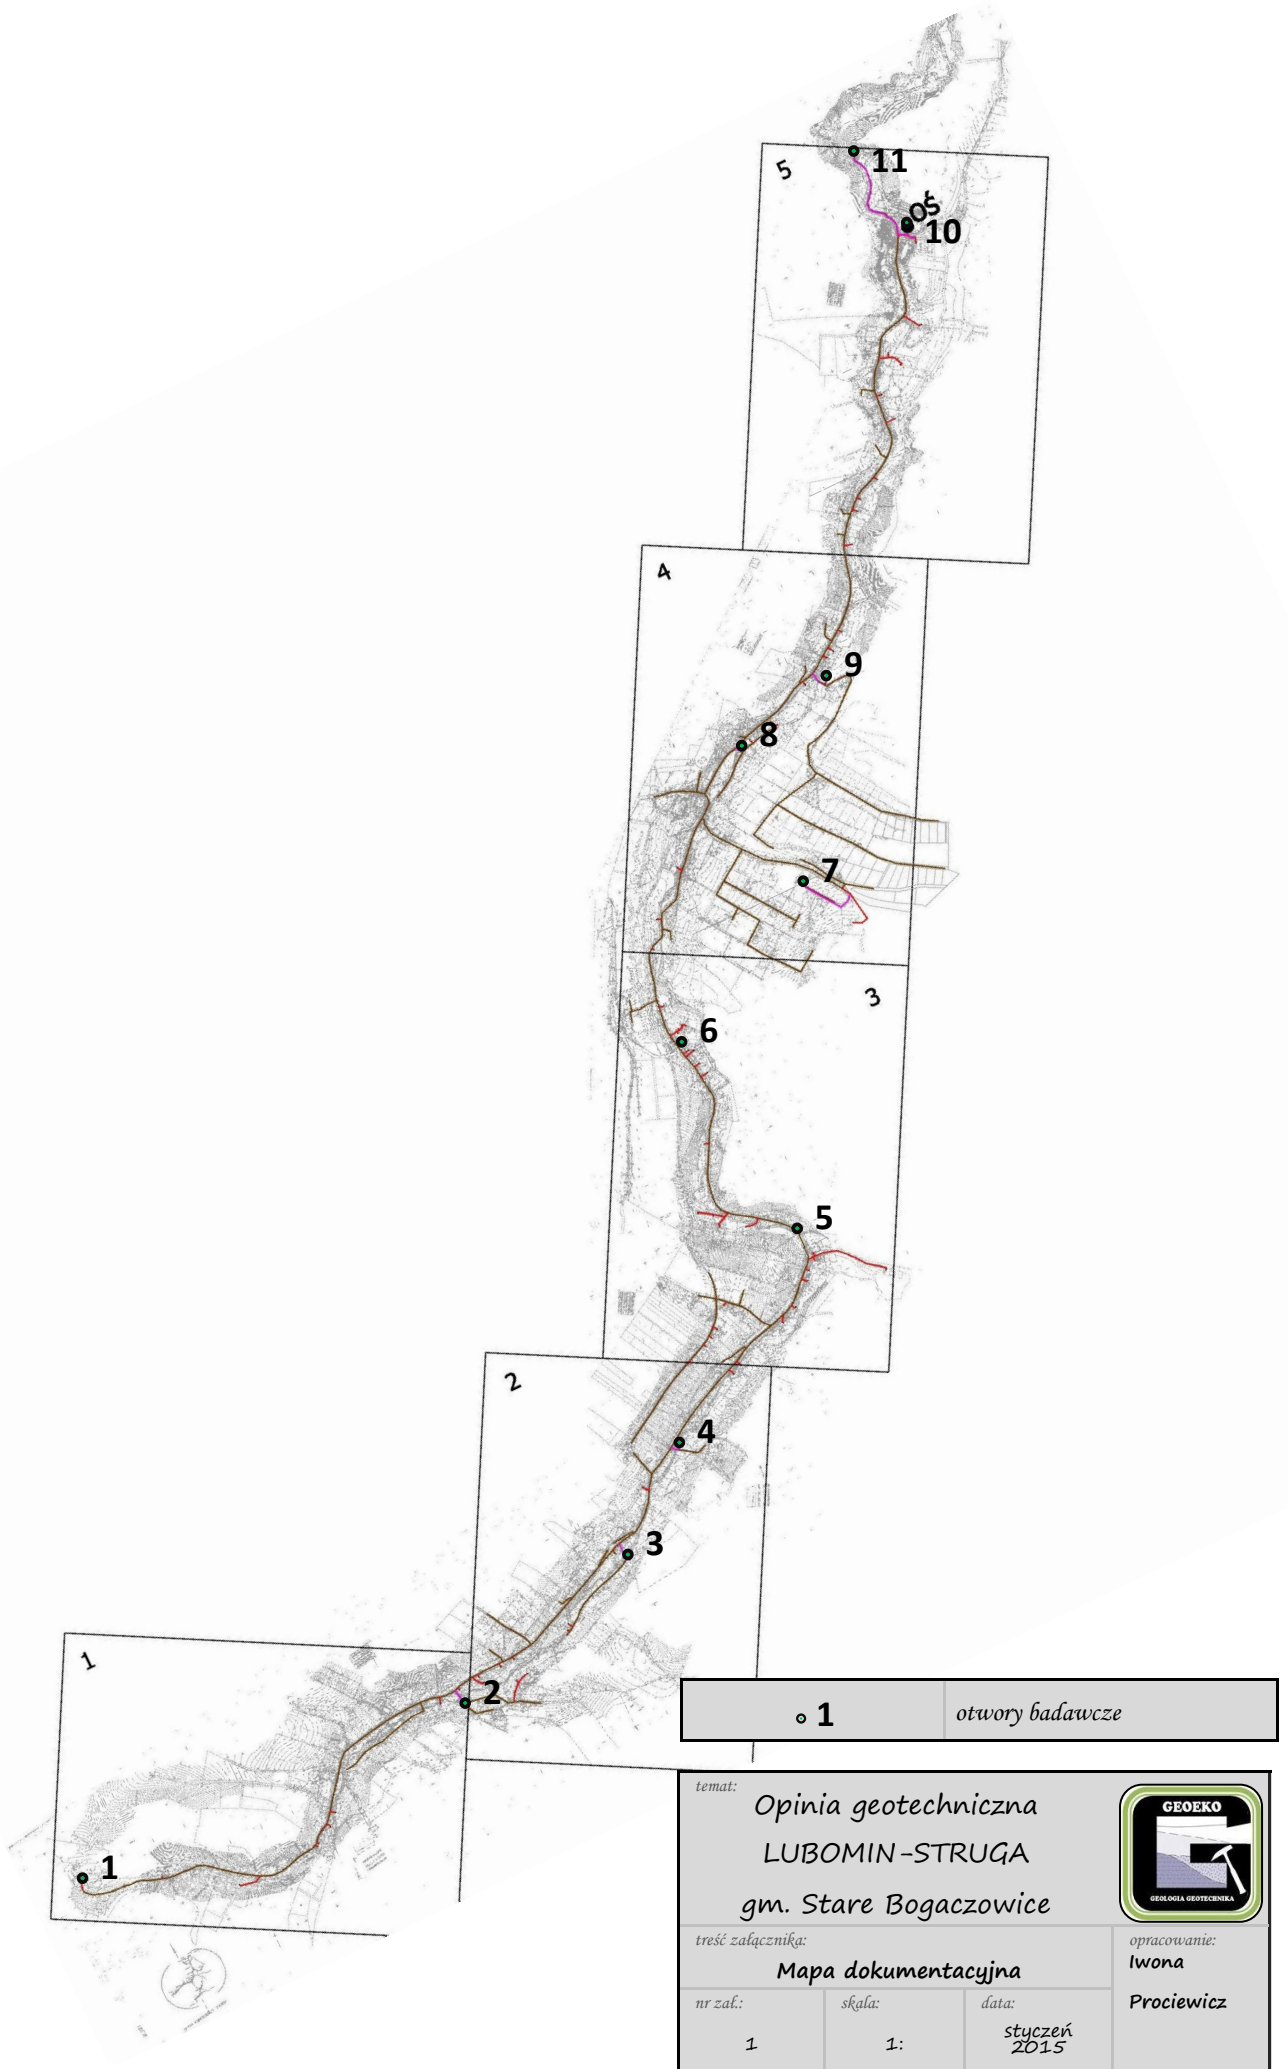 5
11
OŚ
10
4
9
8
7
3
6
5
2
4
3
1
2
1
1 otwory badawcze
temat:
Opinia geotechniczna
LUBOMIN-STRUGA
gm. Stare Bogaczowice
GEOEKO
GEOLOGIA GEOTECHNIKA
treść załącznika:
Mapa dokumentacyjna
opracowanie:
Iwona
Prociewicz
nr zał.:
1
skala:
1:
data:
styczeń
2015